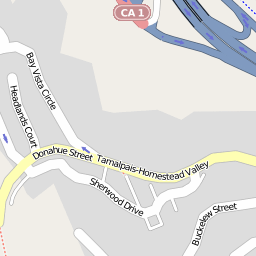 CA 1
Bay Vista Circle
Headlands Court
Donahue Street
Tamalpais-Homestead Valley
Sherwood Drive
Buckelew Street